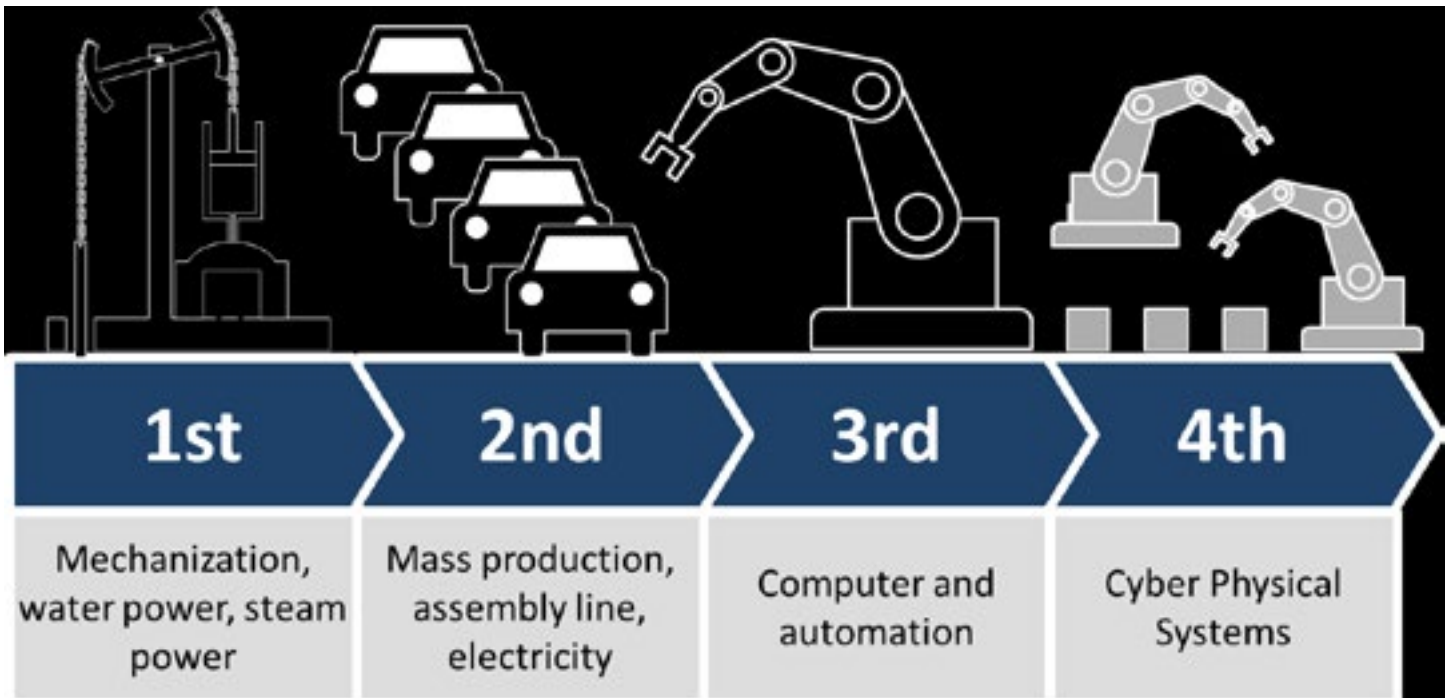 1st
2nd
3rd
4th
Mechanization,
water power, steam
power
Mass production,
assembly line,
electricity
Computer and
automation
Cyber Physical
Systems